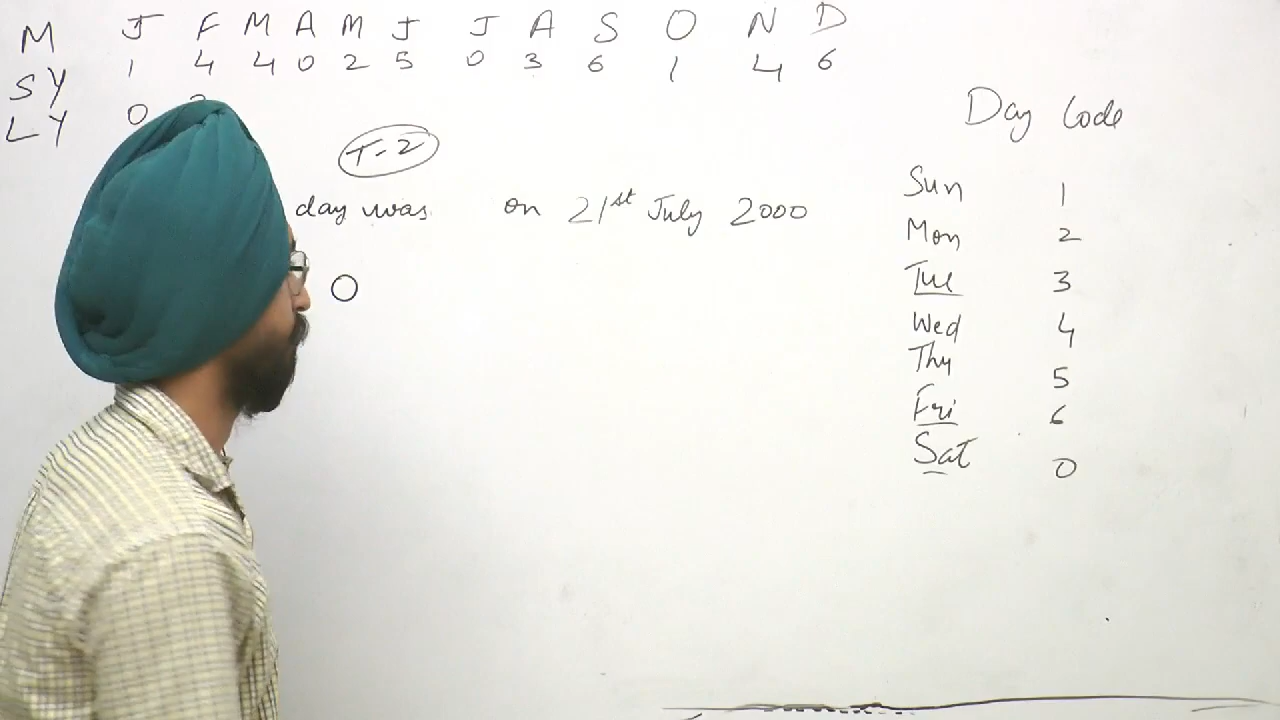 M J F M A M J J A S O N D
SY 1 4 4 0 2 5 0 3 6 1 4 6
LY 0
T-2
day was on 21st July 2000
0
Day Code
Sun 1
Mon 2
Tue 3
Wed 4
Thu 5
Fri 6
Sat 0